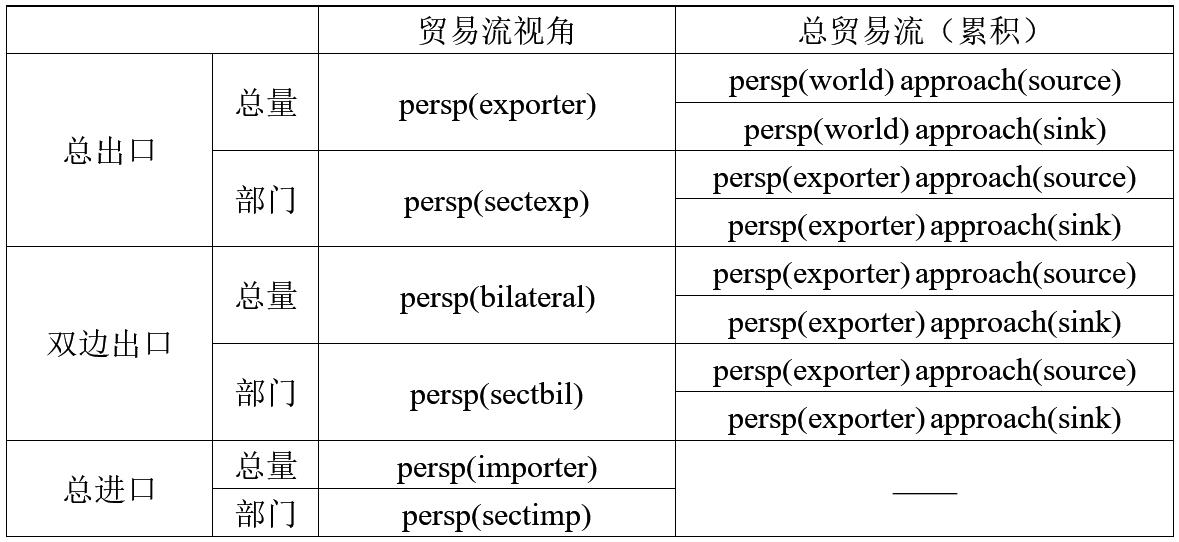 贸易流视角 总贸易流（累积）
总出口 总量 persp(exporter) persp(world) approach(source)
persp(world) approach(sink)
部门 persp(sectexp) persp(exporter) approach(source)
persp(exporter) approach(sink)
双边出口 总量 persp(bilateral) persp(exporter) approach(source)
persp(exporter) approach(sink)
部门 persp(sectbil) persp(exporter) approach(source)
persp(exporter) approach(sink)
总进口 总量 persp(importer) ——
部门 persp(sectimp)